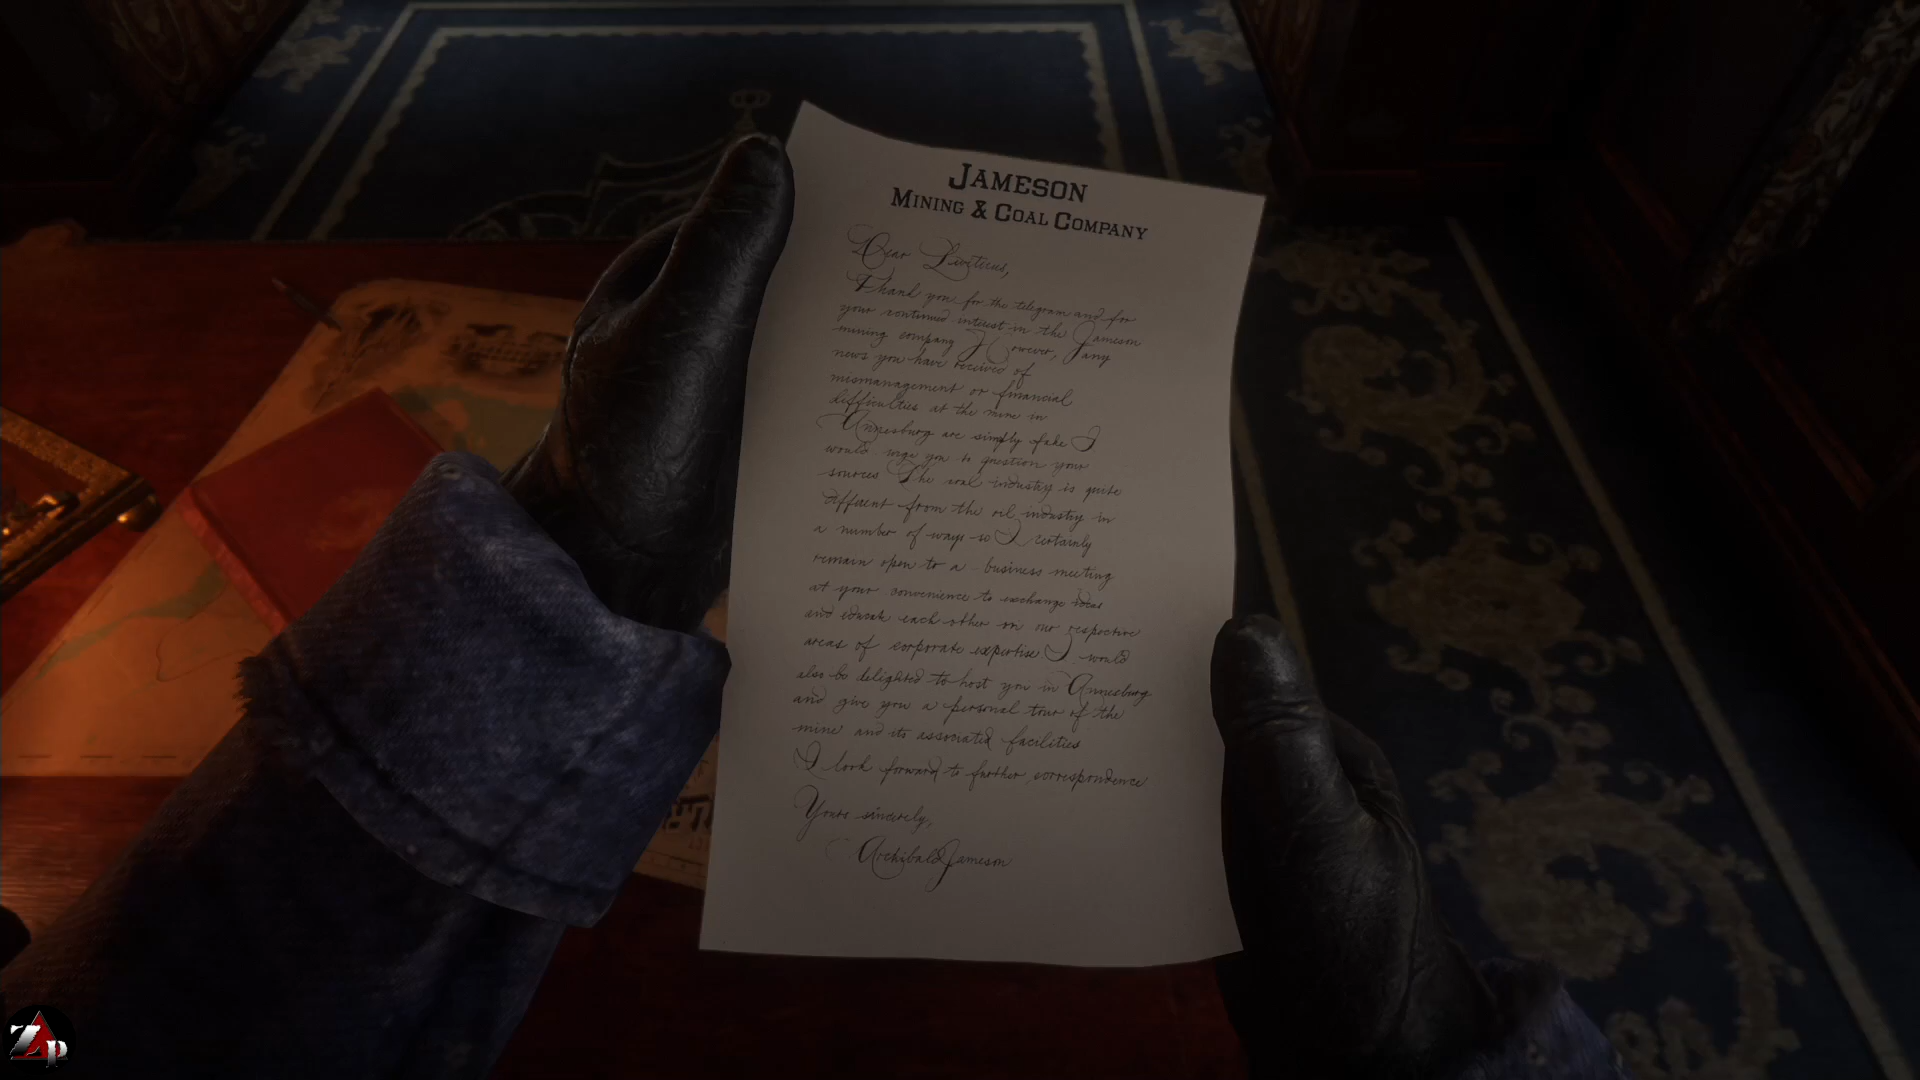 JAMESON
MINING & COAL COMPANY
Dear Leviticus,
Thank you for the telegram and for
your continued interest in the Jameson
mining company However, any
news you have received of
mismanagement or financial
difficulties at the mine in
Annesburg are simply fake I
would urge you to question your
sources The coal industry is quite
different from the oil industry in
a number of ways so I certainly
remain open to a business meeting
at your convenience to exchange ideas
and educate each other on our respective
areas of corporate expertise I would
also be delighted to host you in Annesburg
and give you a personal tour of the
mine and its associated facilities
I look forward to further correspondence
Yours sincerely,
Archibald Jameson
ZAP